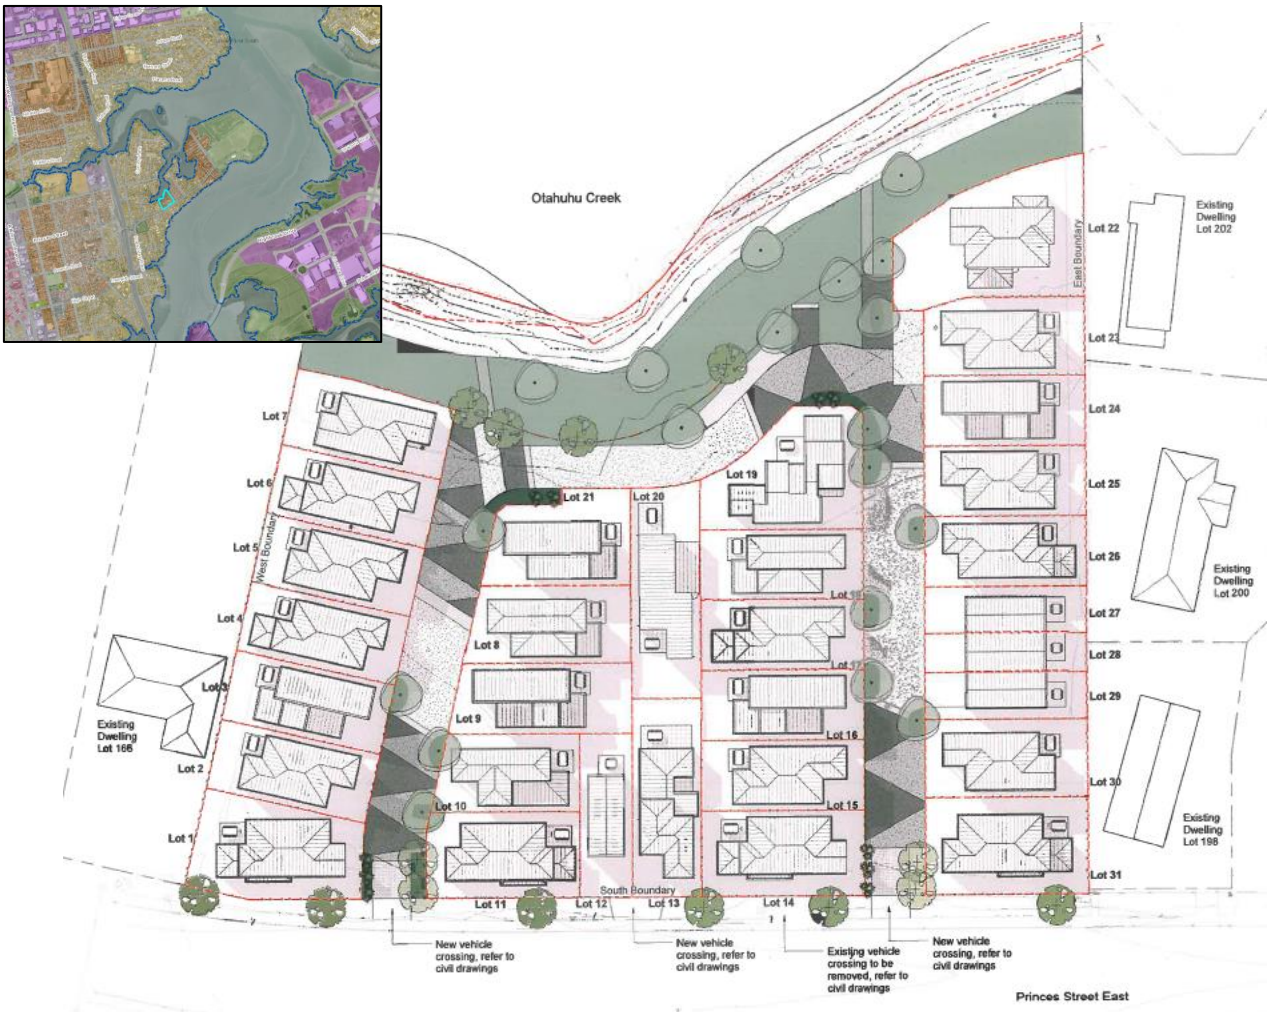 Otahuhu Creek
Existing
Dwelling
Lot 202
Lot 22
East Boundary
Lot 23
Lot 24
Lot 7
Lot 6
Lot 19
Lot 25
Lot 21
Lot 20
West Boundary
Lot 5
Lot 26
Existing
Dwelling
Lot 200
Lot 18
Lot 4
Lot 27
Lot 8
Lot 28
Lot 17
Lot 3
Lot 29
Existing
Dwelling
Lot 166
Lot 9
Lot 16
Lot 2
Lot 30
Lot 10
Lot 15
Existing
Dwelling
Lot 198
Lot 1
Lot 31
South Boundary
Lot 11
Lot 12
Lot 13
Lot 14
New vehicle
crossing, refer to
civil drawings
New vehicle
crossing, refer to
civil drawings
Existing vehicle
crossing to be
removed, refer to
civil drawings
New vehicle
crossing, refer to
civil drawings
Princes Street East